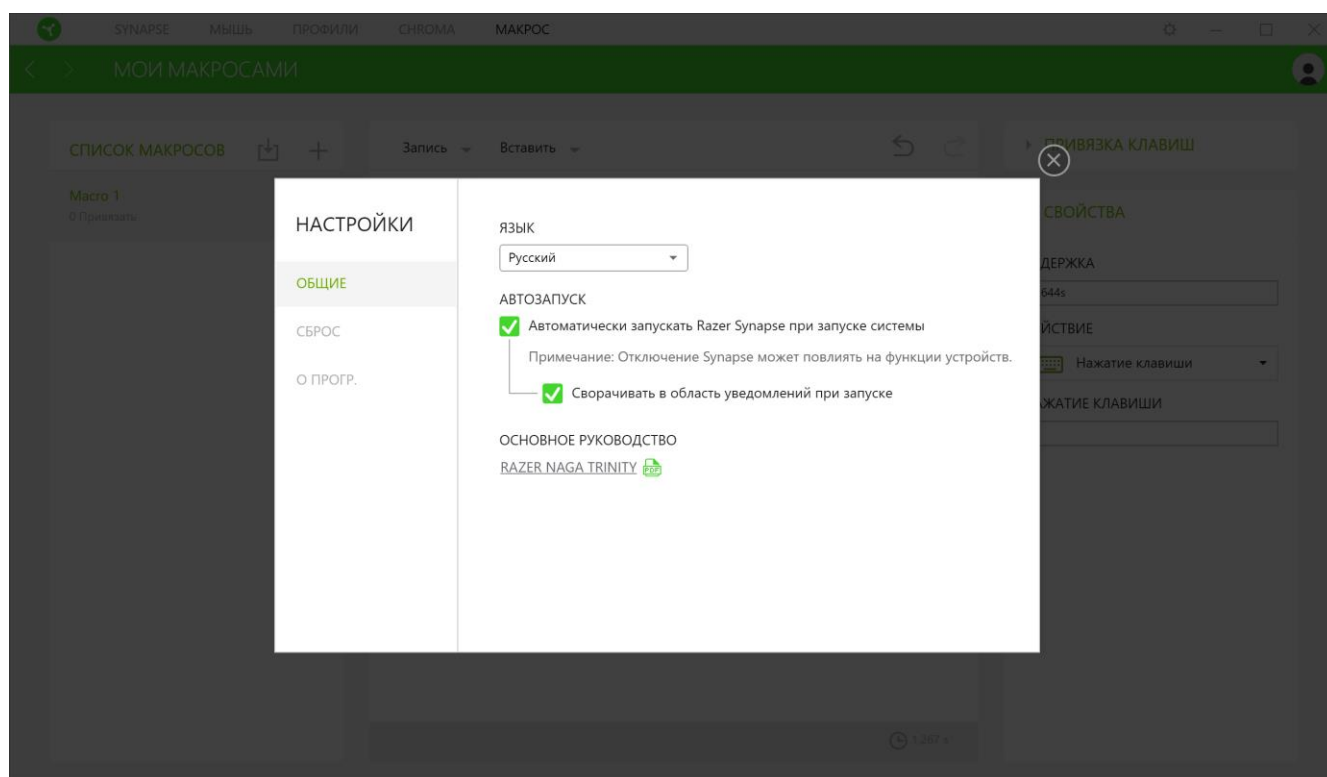 SYNAPSE МЫШЬ ПРОФИЛИ CHROMA МАКРОС
МОИ МАКРОСАМИ
СПИСОК МАКРОСОВ
Запись Вставить
ПРИВЯЗКА КЛАВИШ
Macro 1
0 Привязать
СВОЙСТВА
НАСТРОЙКИ
ОБЩИЕ
СБРОС
О ПРОГР.
ЯЗЫК
Русский
АВТОЗАПУСК
Автоматически запускать Razer Synapse при запуске системы
Примечание: Отключение Synapse может повлиять на функции устройств.
Сворачивать в область уведомлений при запуске
ОСНОВНОЕ РУКОВОДСТВО
RAZER NAGA TRINITY PDF
ДЕРЖКА
644s
ЙСТВИЕ
Нажатие клавиши
ЖАТИЕ КЛАВИШИ